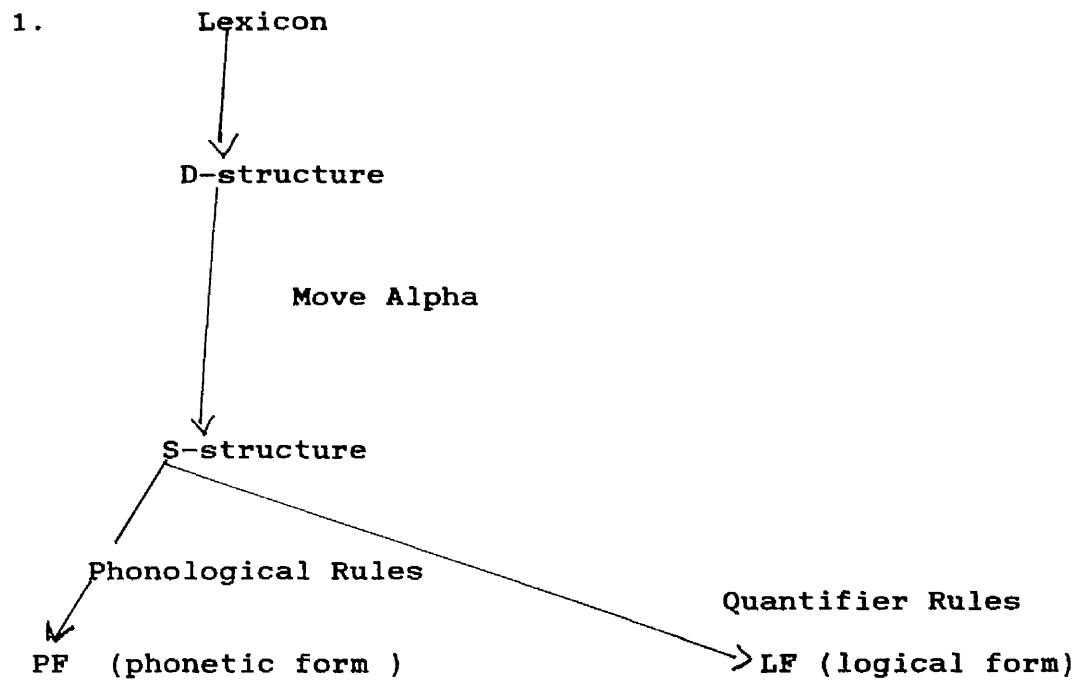 1. Lexicon
D-structure
Move Alpha
S-structure
Phonological Rules
Quantifier Rules
PF (phonetic form )
LF (logical form)